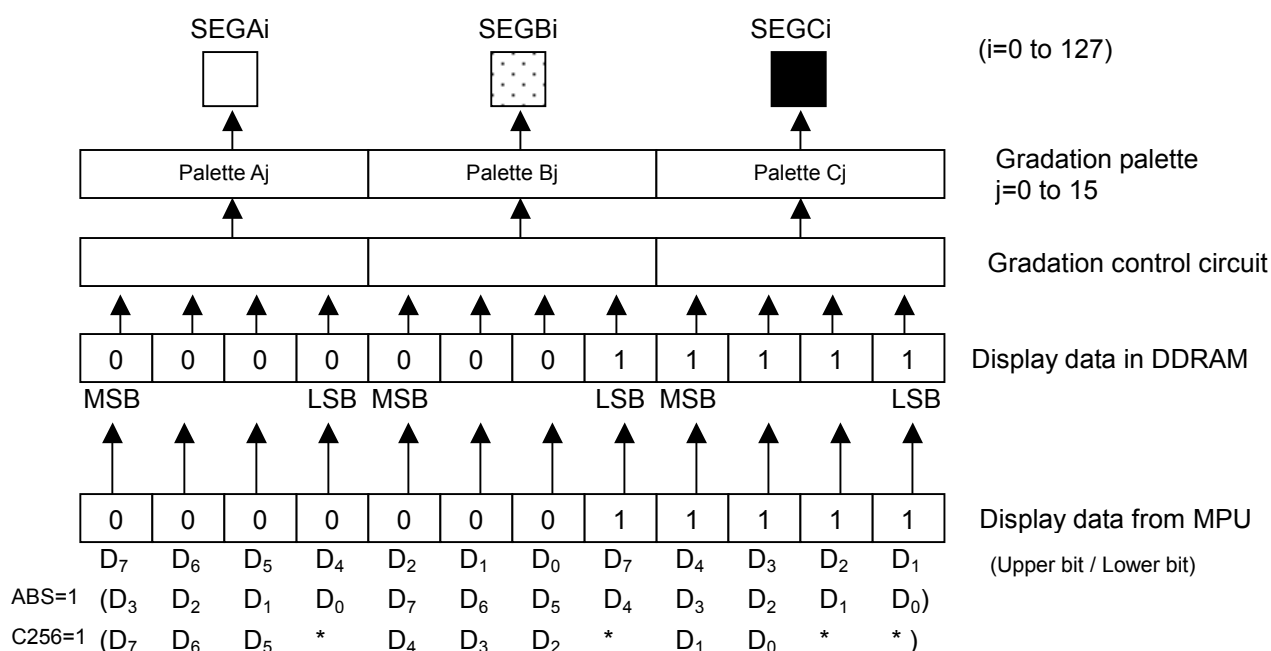 SEGAi SEGBi SEGCi (i=0 to 127)
Palette Aj Palette Bj Palette Cj Gradation palette
j=0 to 15
Gradation control circuit
0 0 0 0 0 0 0 1 1 1 1 1 Display data in DDRAM
MSB LSB MSB LSB MSB LSB
0 0 0 0 0 0 0 1 1 1 1 1 Display data from MPU
D₇ D₆ D₅ D₄ D₂ D₁ D₀ D₇ D₄ D₃ D₂ D₁ (Upper bit / Lower bit)
ABS=1 (D₃ D₂ D₁ D₀ D₇ D₆ D₅ D₄ D₃ D₂ D₁ D₀)
C256=1 (D₇ D₆ D₅ * D₄ D₃ D₂ * D₁ D₀ * * )